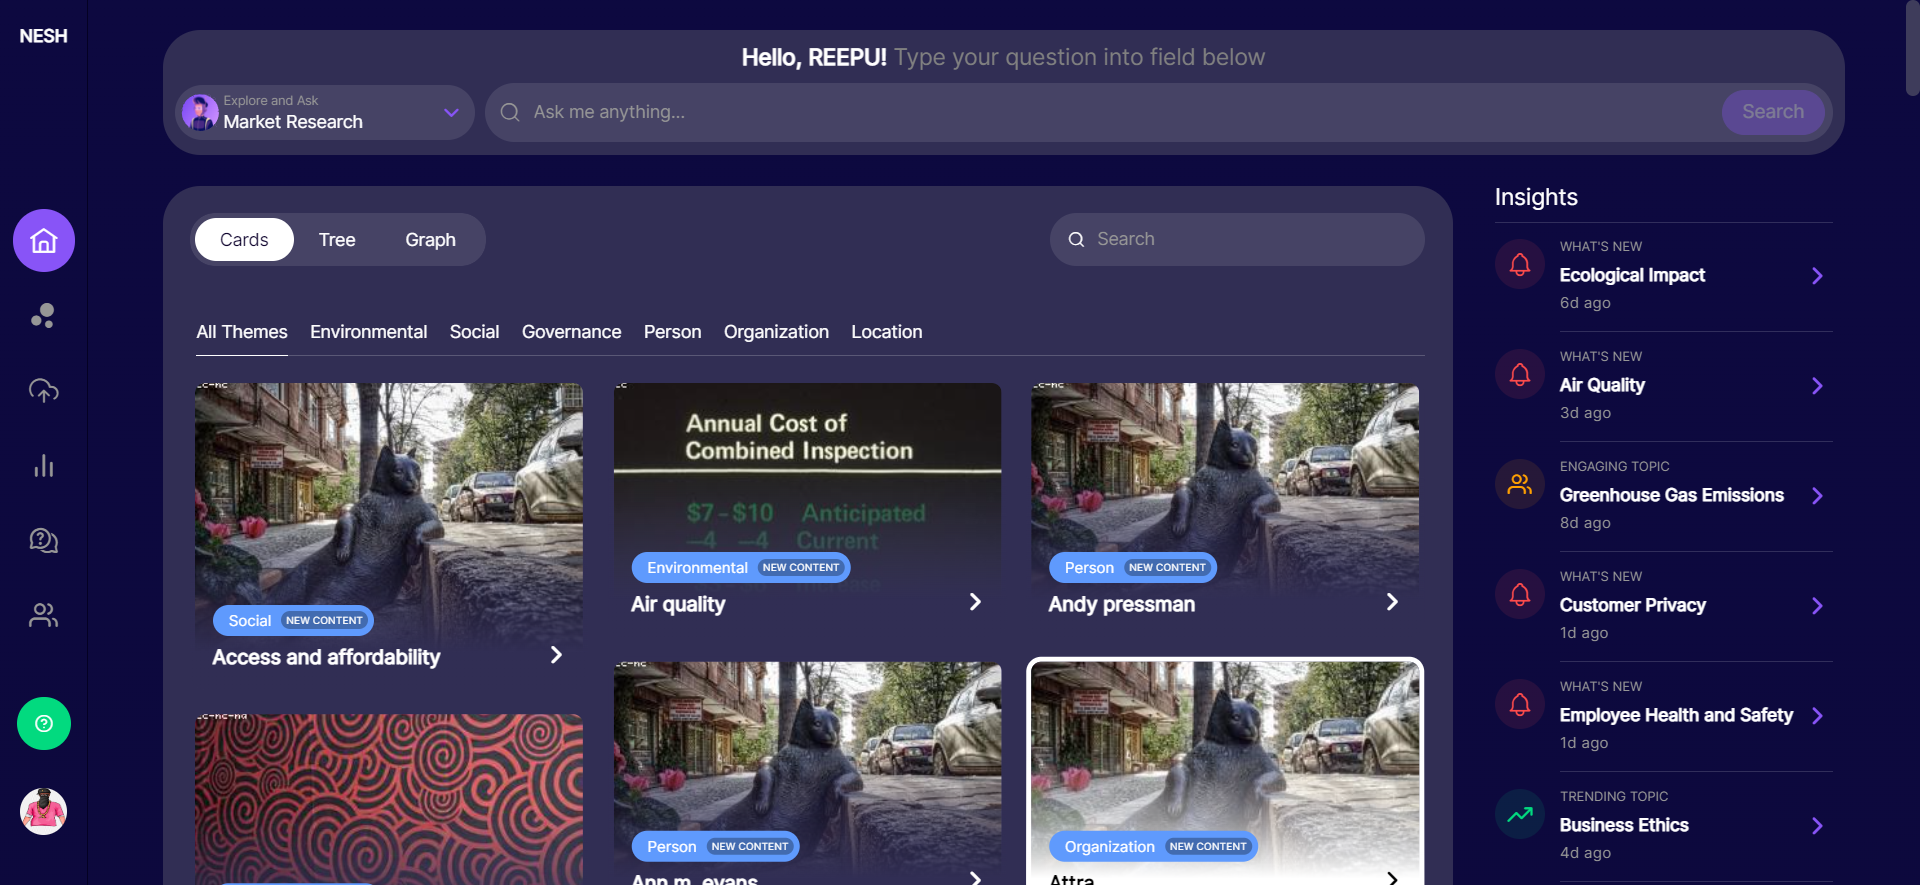 NESH
Hello, REEPU! Type your question into field below
Explore and Ask
Market Research
Ask me anything...
Search
Cards
Tree
Graph
Search
All Themes
Environmental
Social
Governance
Person
Organization
Location
Social NEW CONTENT
Access and affordability
Annual Cost of
Combined Inspection
$7-$10 Anticipated
-4 -4 Current
Environmental NEW CONTENT
Air quality
Person NEW CONTENT
Andy pressman
Person NEW CONTENT
Ann m. evans
Organization NEW CONTENT
Attra
Insights
WHAT'S NEW
Ecological Impact
6d ago
WHAT'S NEW
Air Quality
3d ago
ENGAGING TOPIC
Greenhouse Gas Emissions
8d ago
WHAT'S NEW
Customer Privacy
1d ago
WHAT'S NEW
Employee Health and Safety
1d ago
TRENDING TOPIC
Business Ethics
4d ago